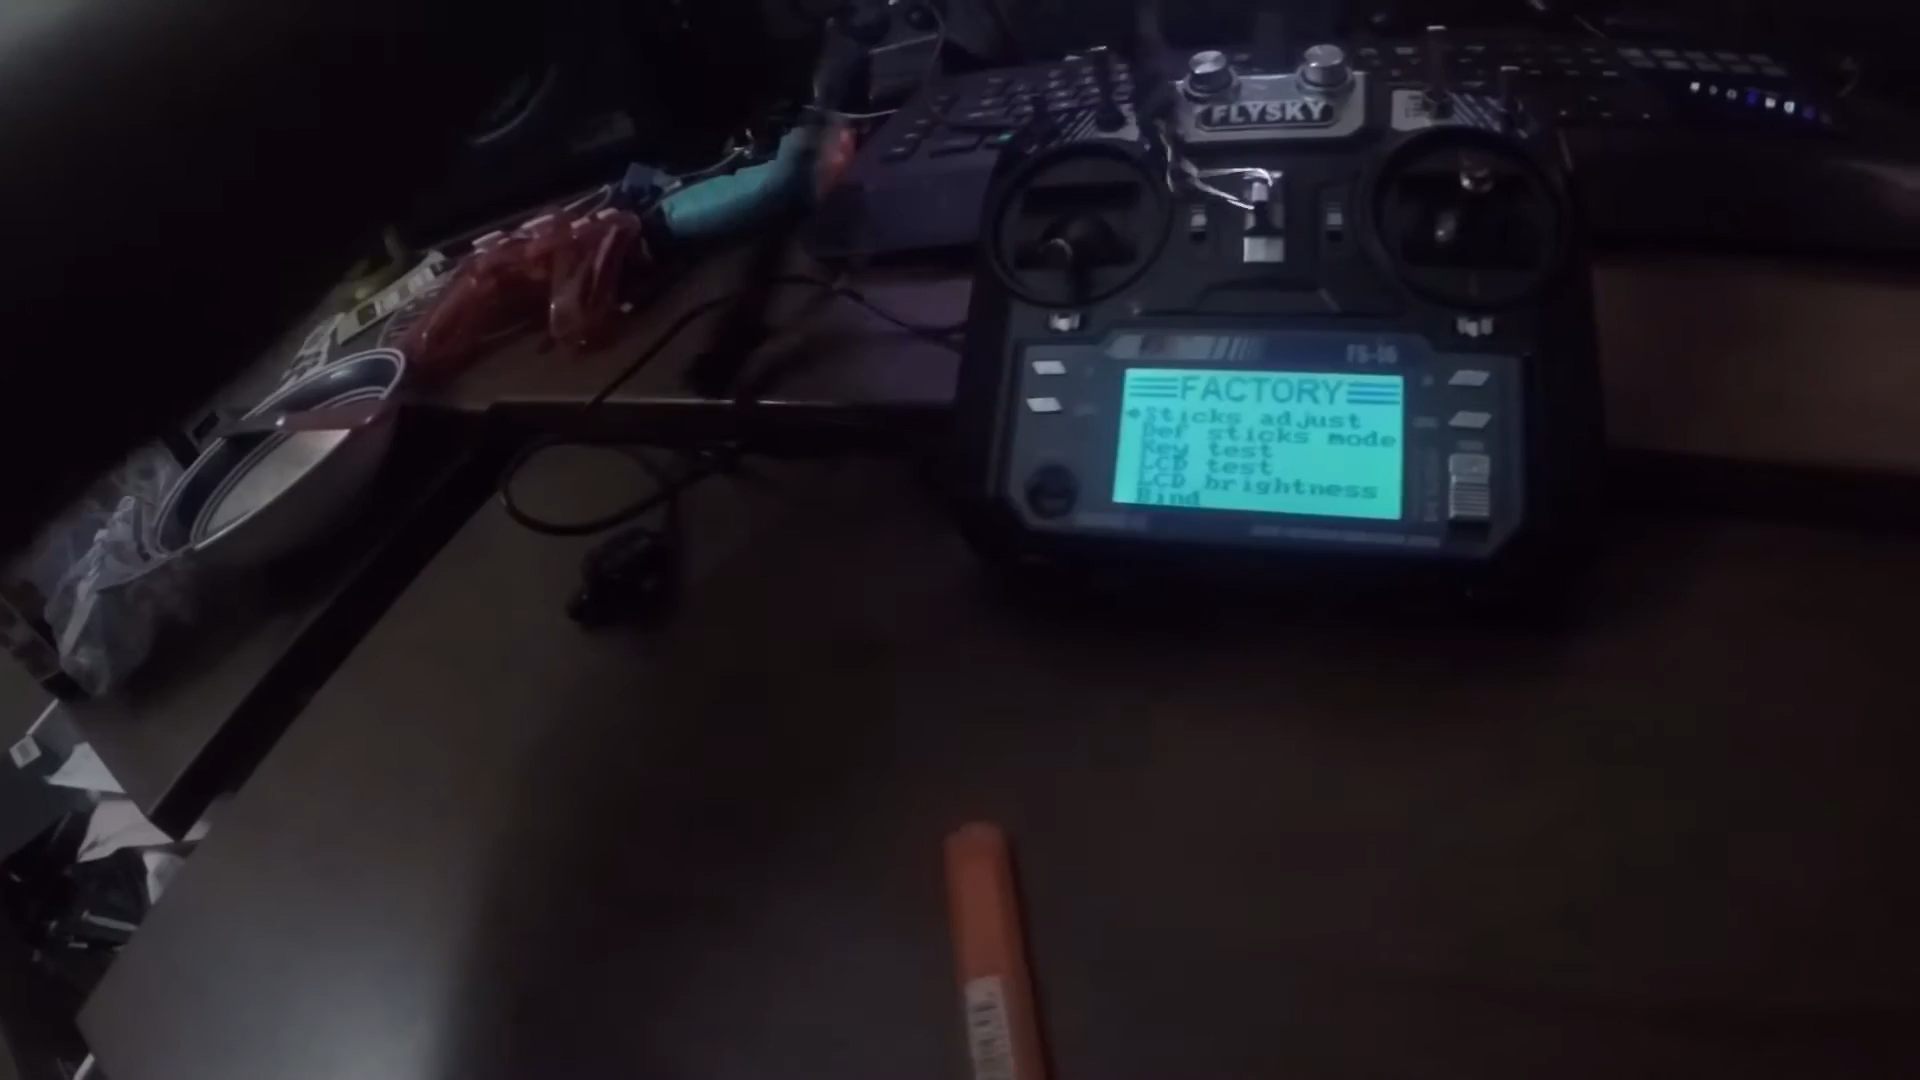 FLYSKY
FS-i6
FACTORY
Sticks adjust
Def sticks mode
Key test
LCD test
LCD brightness
Bind